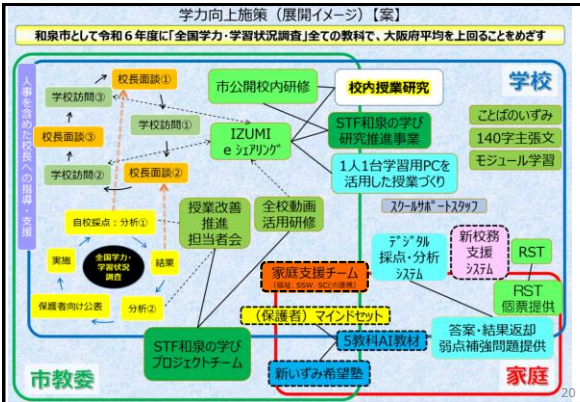 学力向上施策（展開イメージ）【案】
和泉市として令和６年度に「全国学力・学習状況調査」全ての教科で、大阪府平均を上回ることをめざす
人事を含めた校長への指導・支援
校長面談①
学校訪問③
学校訪問①
校長面談③
学校訪問②
校長面談②
自校採点：分析①
実施
全国学力・
学習状況
調査
結果
保護者向け公表
分析②
市公開校内研修
校内授業研究
学校
IZUMI
e シェアリング
STF和泉の学び
研究推進事業
ことばのいずみ
140字主張文
モジュール学習
1人1台学習用PCを
活用した授業づくり
スクールサポートスタッフ
授業改善
推進
担当者会
全校動画
活用研修
デジタル
採点・分析
システム
新校務
支援
システム
RST
RST
個票提供
家庭支援チーム
（福祉、SSW、SCとの連携）
（保護者）マインドセット
5教科AI教材
新いずみ希望塾
答案・結果返却
弱点補強問題提供
STF和泉の学び
プロジェクトチーム
市教委
家庭
20